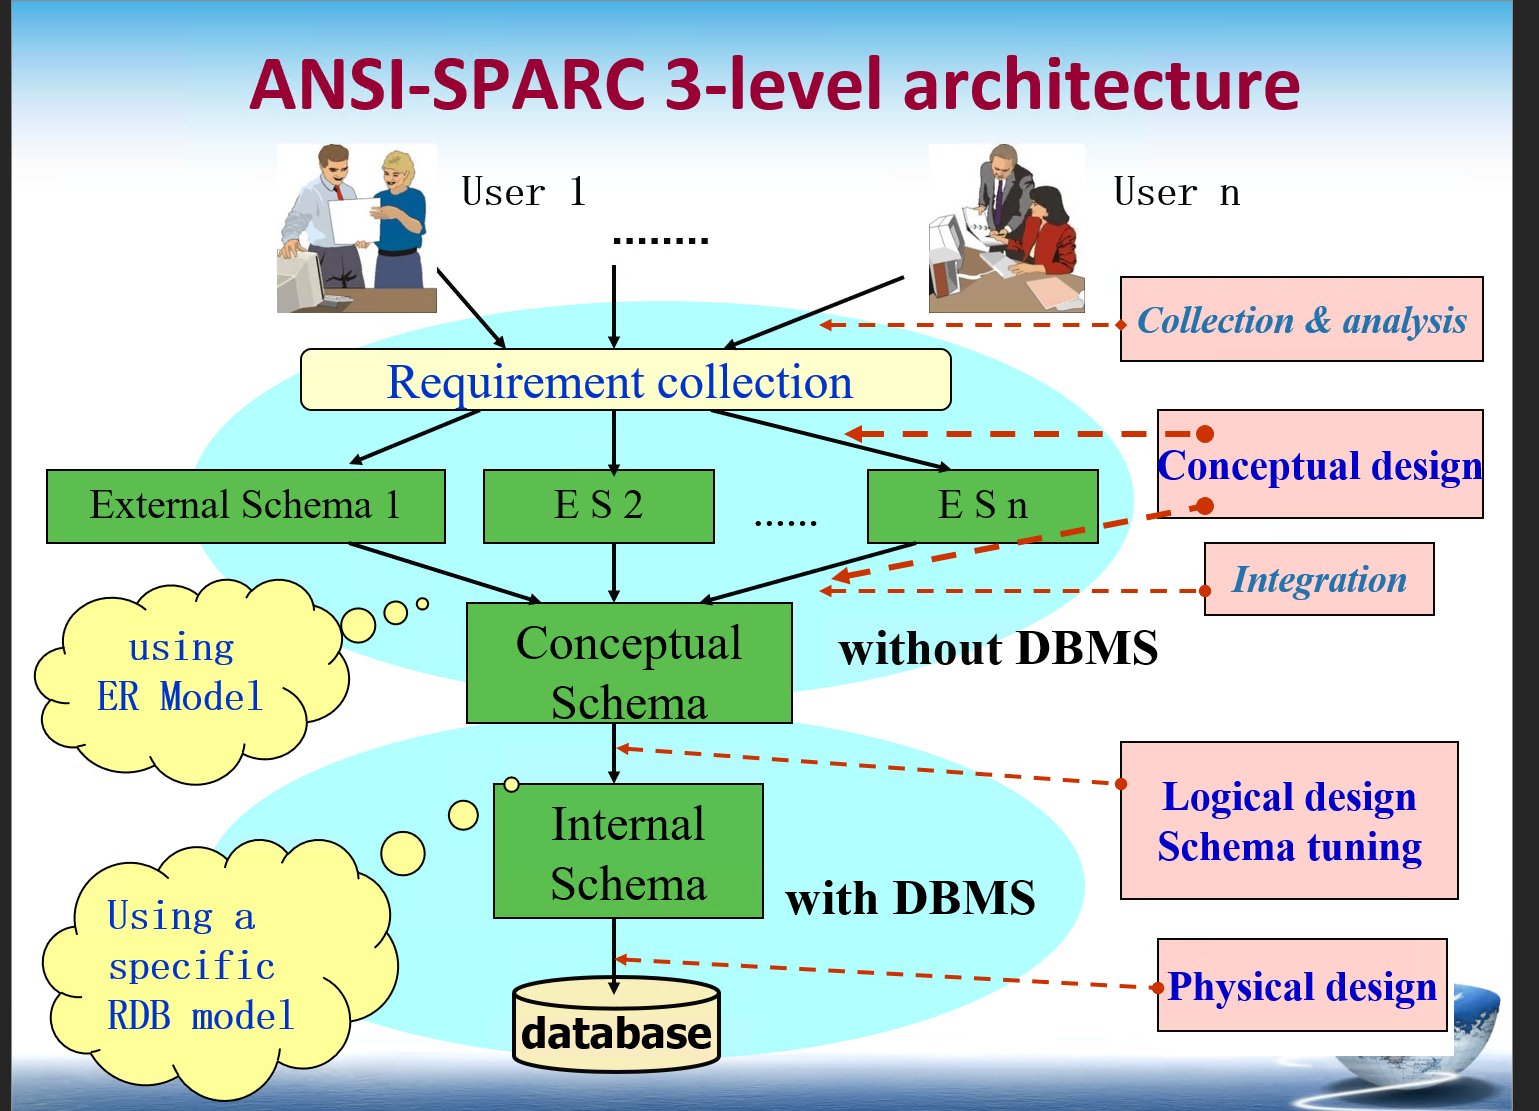 ANSI-SPARC 3-level architecture
User 1
........
User n
Collection & analysis
Requirement collection
Conceptual design
External Schema 1
E S 2
......
E S n
Integration
using
ER Model
Conceptual
Schema
without DBMS
Logical design
Schema tuning
Internal
Schema
with DBMS
Using a
specific
RDB model
Physical design
database